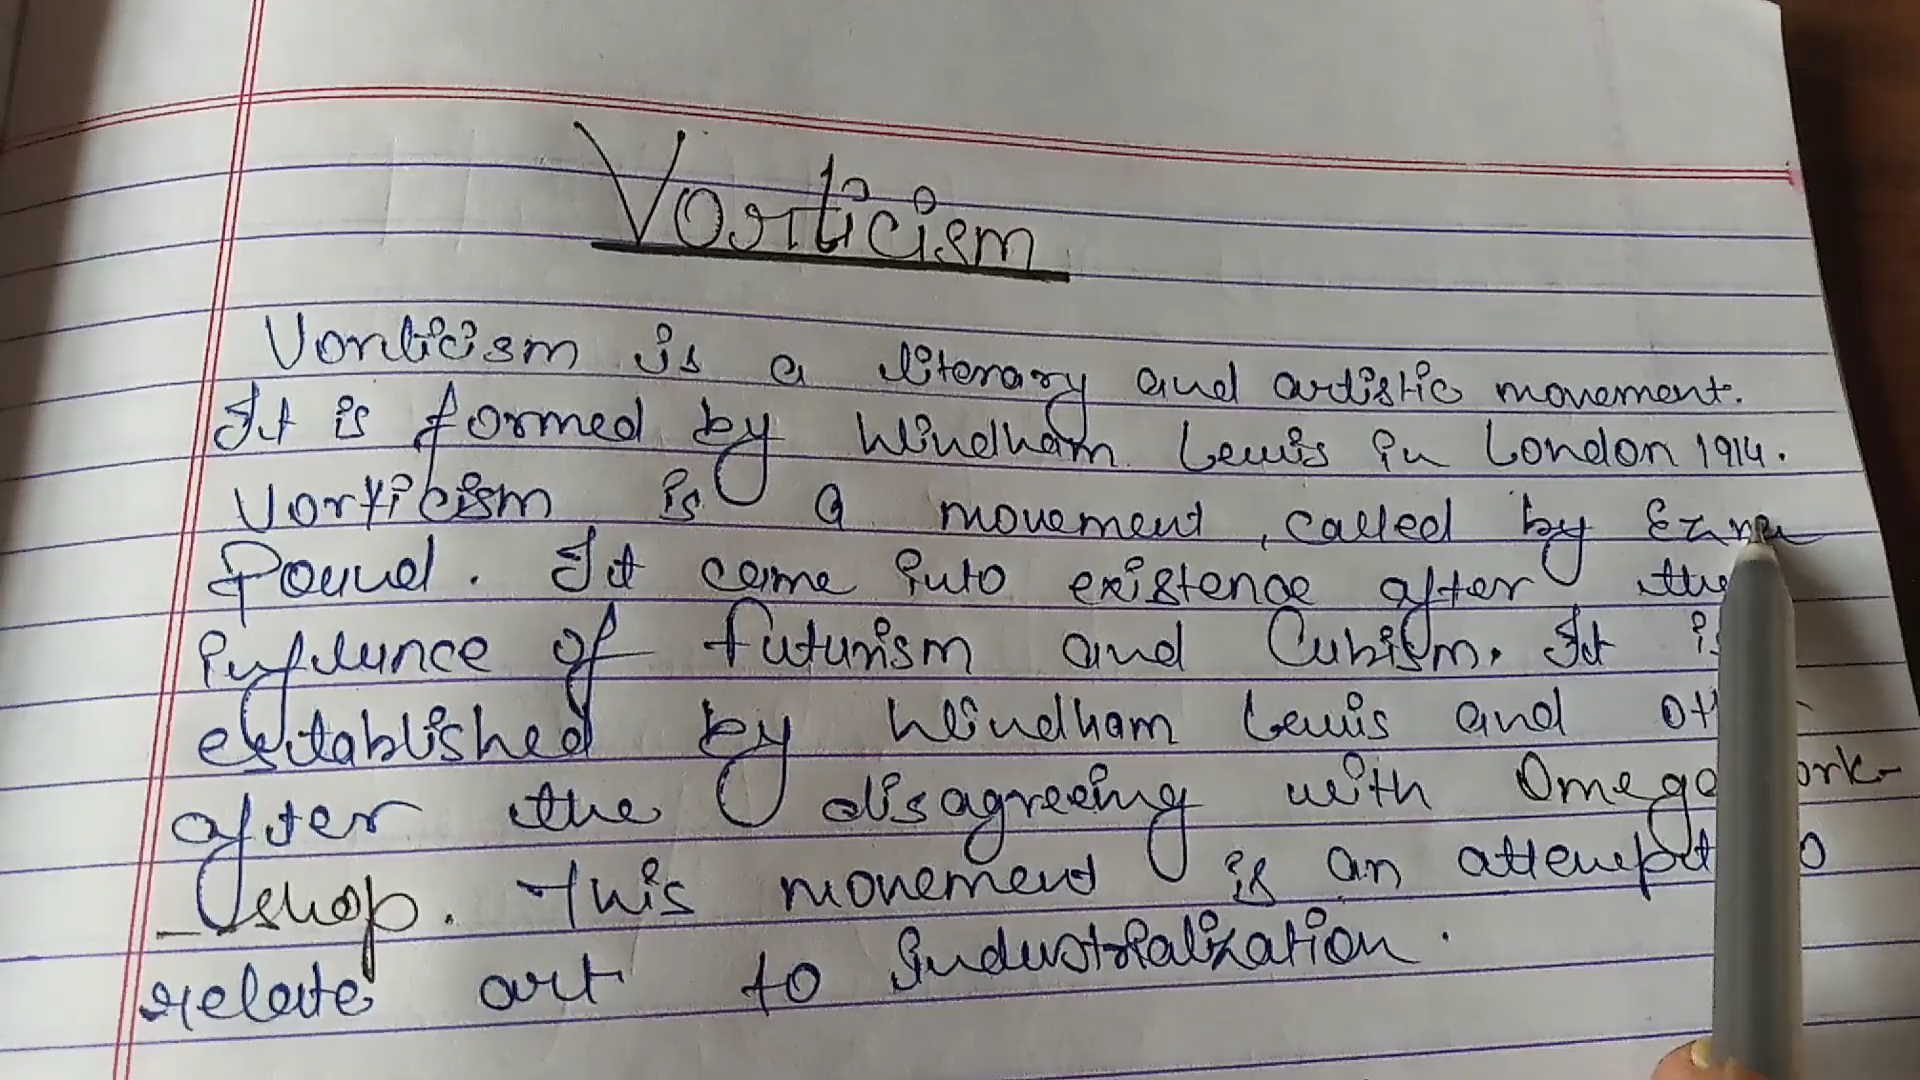 Vorticism
Vorticism is a literary and artistic movement.
It is formed by Windham Lewis in London 1914.
Vorticism is a movement, called by Ezra
Pound. It came into existence after the
influence of futurism and Cubism. It is
established by Windham Lewis and
after the disagreeing with Omega
shop. This movement is an attempt
relate art to Industrialization.